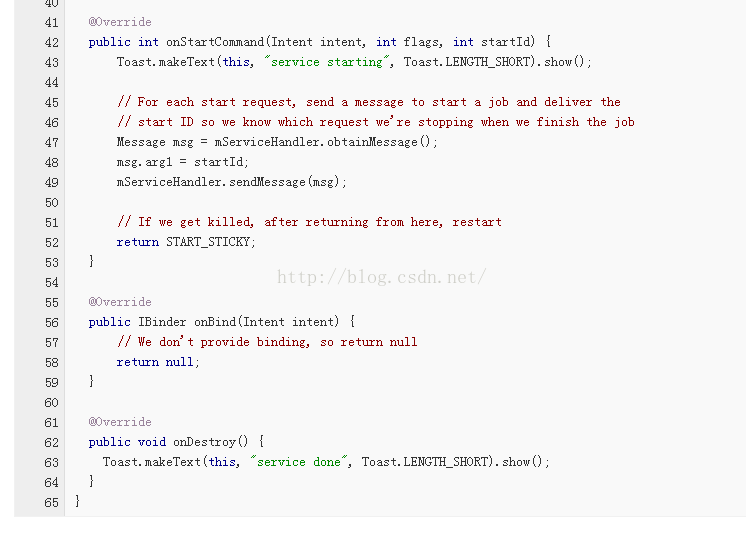 40
41 @Override
42 public int onStartCommand(Intent intent, int flags, int startId) {
43 Toast.makeText(this, "service starting", Toast.LENGTH_SHORT).show();
44
45 // For each start request, send a message to start a job and deliver the
46 // start ID so we know which request we're stopping when we finish the job
47 Message msg = mServiceHandler.obtainMessage();
48 msg.arg1 = startId;
49 mServiceHandler.sendMessage(msg);
50
51 // If we get killed, after returning from here, restart
52 return START_STICKY;
53 }
http://blog.csdn.net/
54
55 @Override
56 public IBinder onBind(Intent intent) {
57 // We don't provide binding, so return null
58 return null;
59 }
60
61 @Override
62 public void onDestroy() {
63 Toast.makeText(this, "service done", Toast.LENGTH_SHORT).show();
64 }
65 }